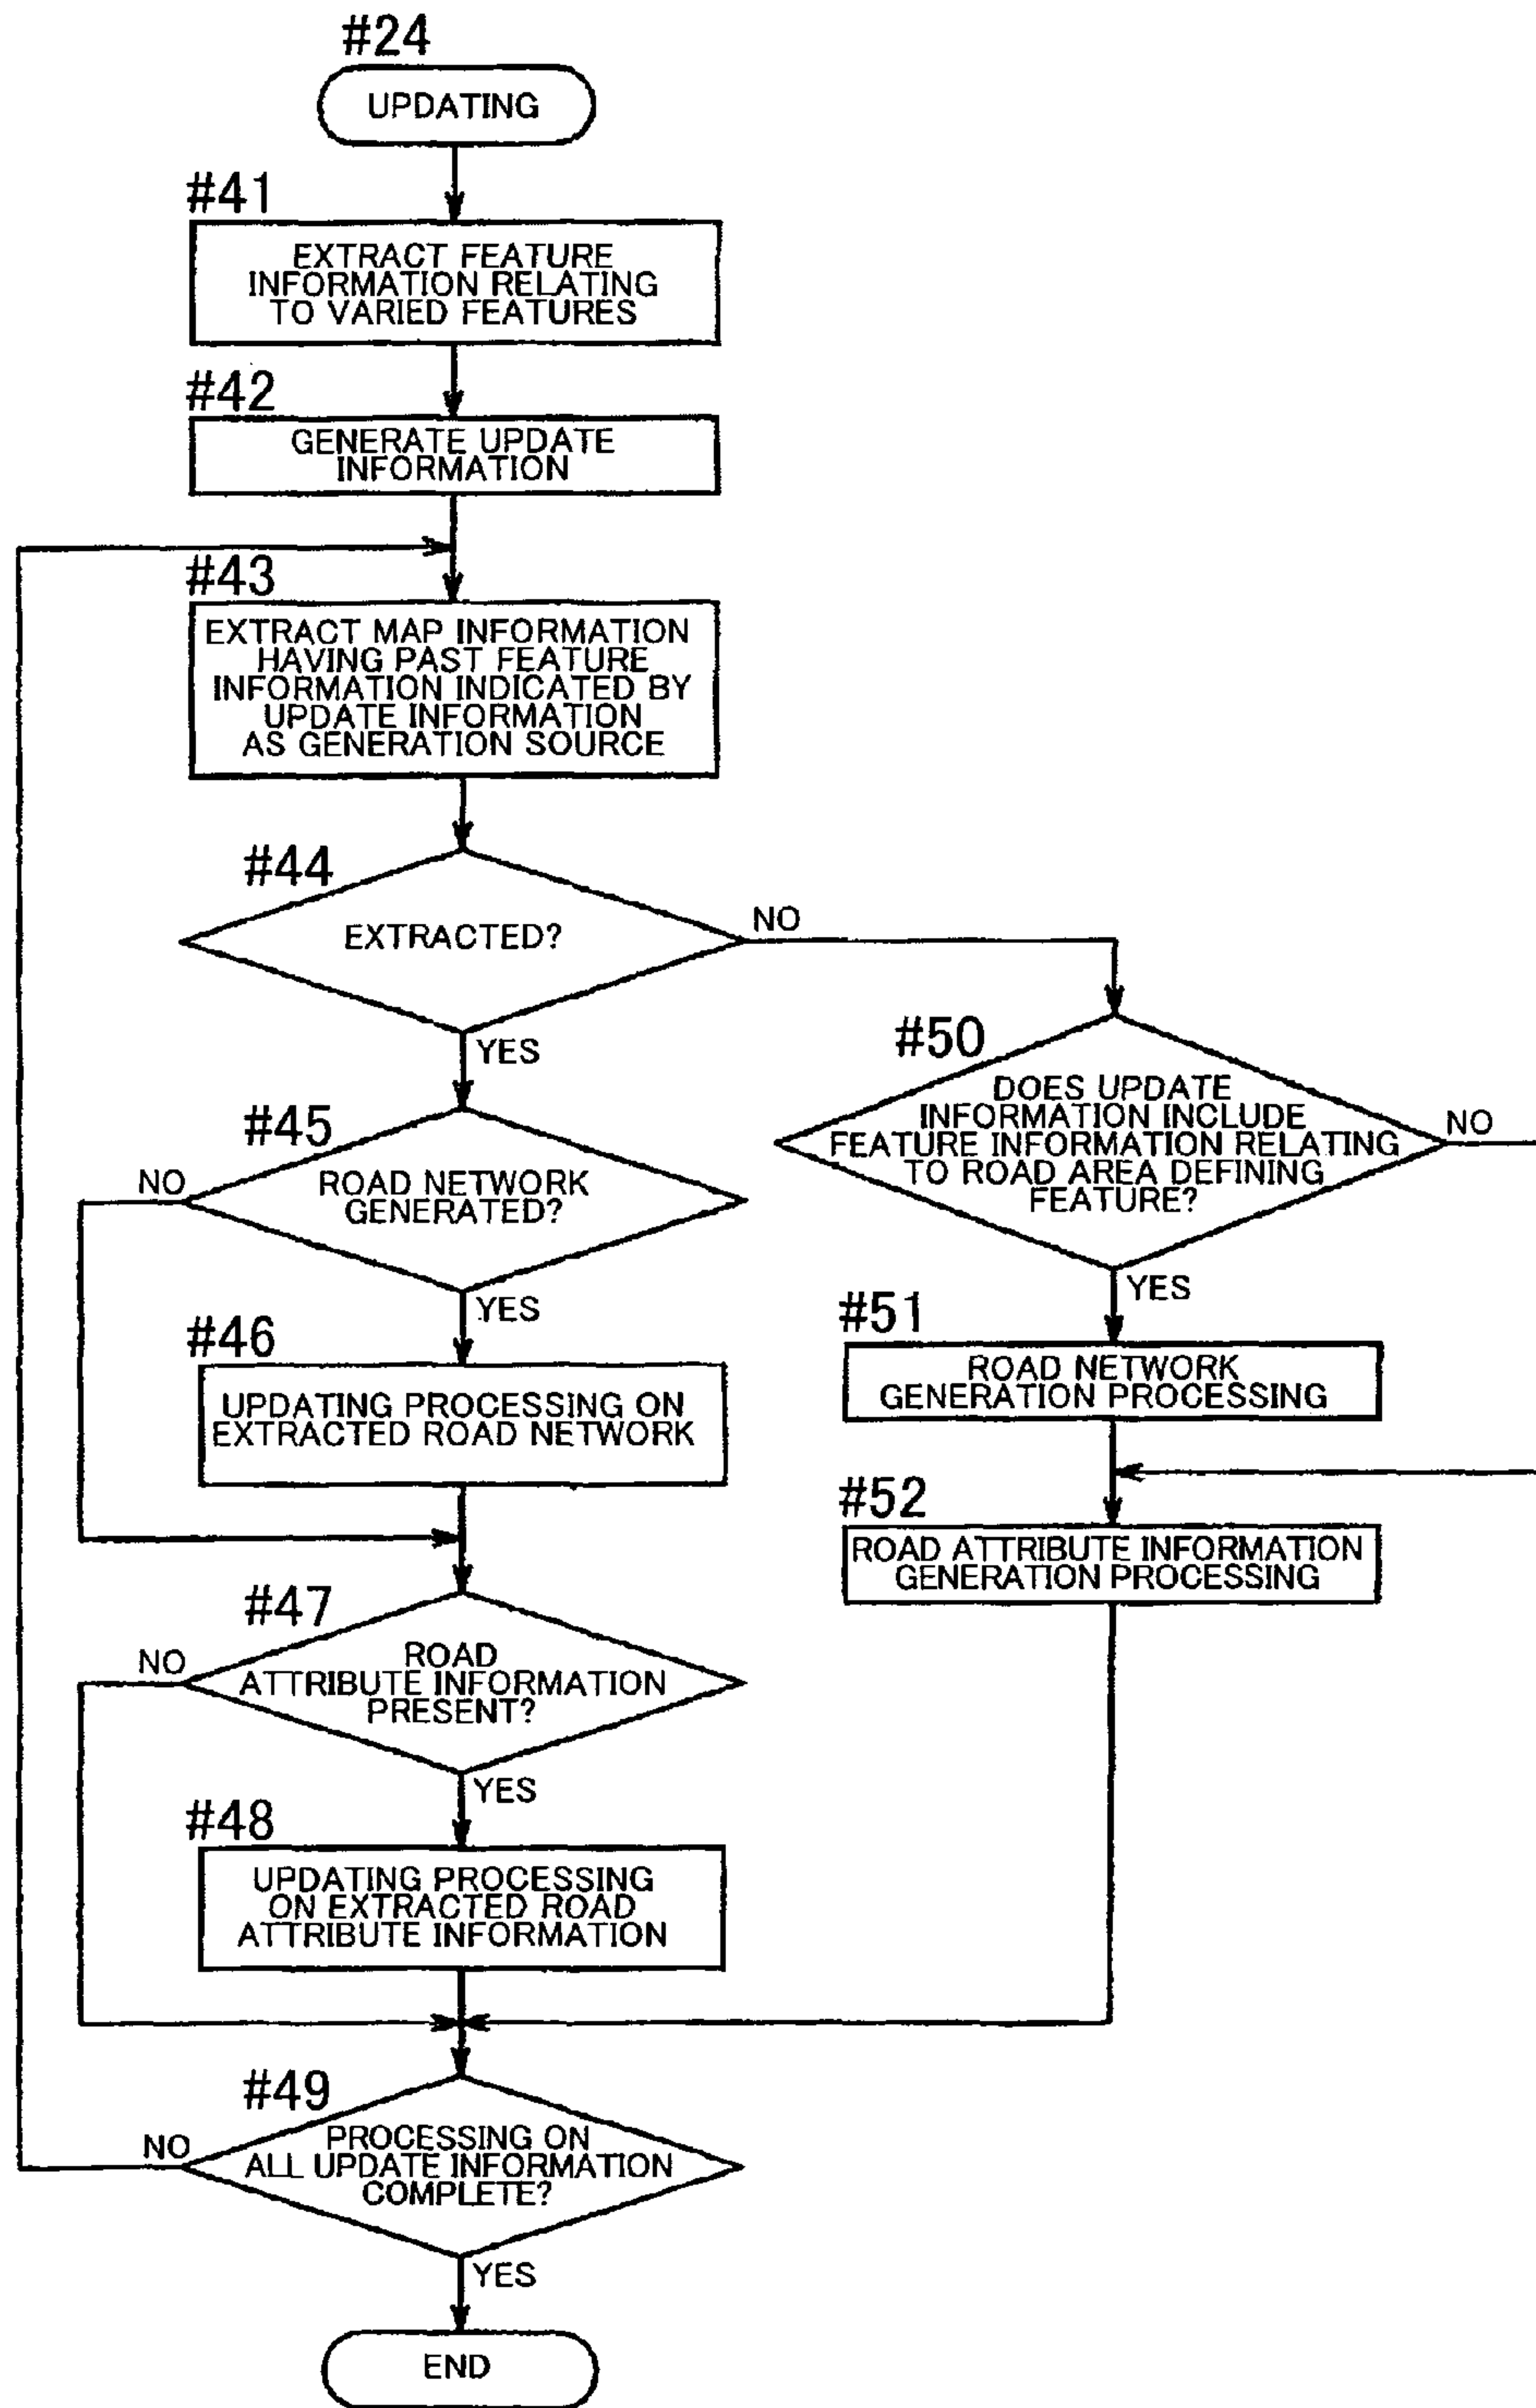 #24
UPDATING
#41
EXTRACT FEATURE
INFORMATION RELATING
TO VARIED FEATURES
#42
GENERATE UPDATE
INFORMATION
#43
EXTRACT MAP INFORMATION
HAVING PAST FEATURE
INFORMATION INDICATED BY
UPDATE INFORMATION
AS GENERATION SOURCE
#44
EXTRACTED?
NO
YES
#50
DOES UPDATE
INFORMATION INCLUDE
FEATURE INFORMATION RELATING
TO ROAD AREA DEFINING
FEATURE?
NO
YES
#45
ROAD NETWORK
GENERATED?
NO
YES
#51
ROAD NETWORK
GENERATION PROCESSING
#46
UPDATING PROCESSING ON
EXTRACTED ROAD NETWORK
#52
ROAD ATTRIBUTE INFORMATION
GENERATION PROCESSING
#47
ROAD
ATTRIBUTE INFORMATION
PRESENT?
NO
YES
#48
UPDATING PROCESSING
ON EXTRACTED ROAD
ATTRIBUTE INFORMATION
#49
PROCESSING ON
ALL UPDATE INFORMATION
COMPLETE?
NO
YES
END